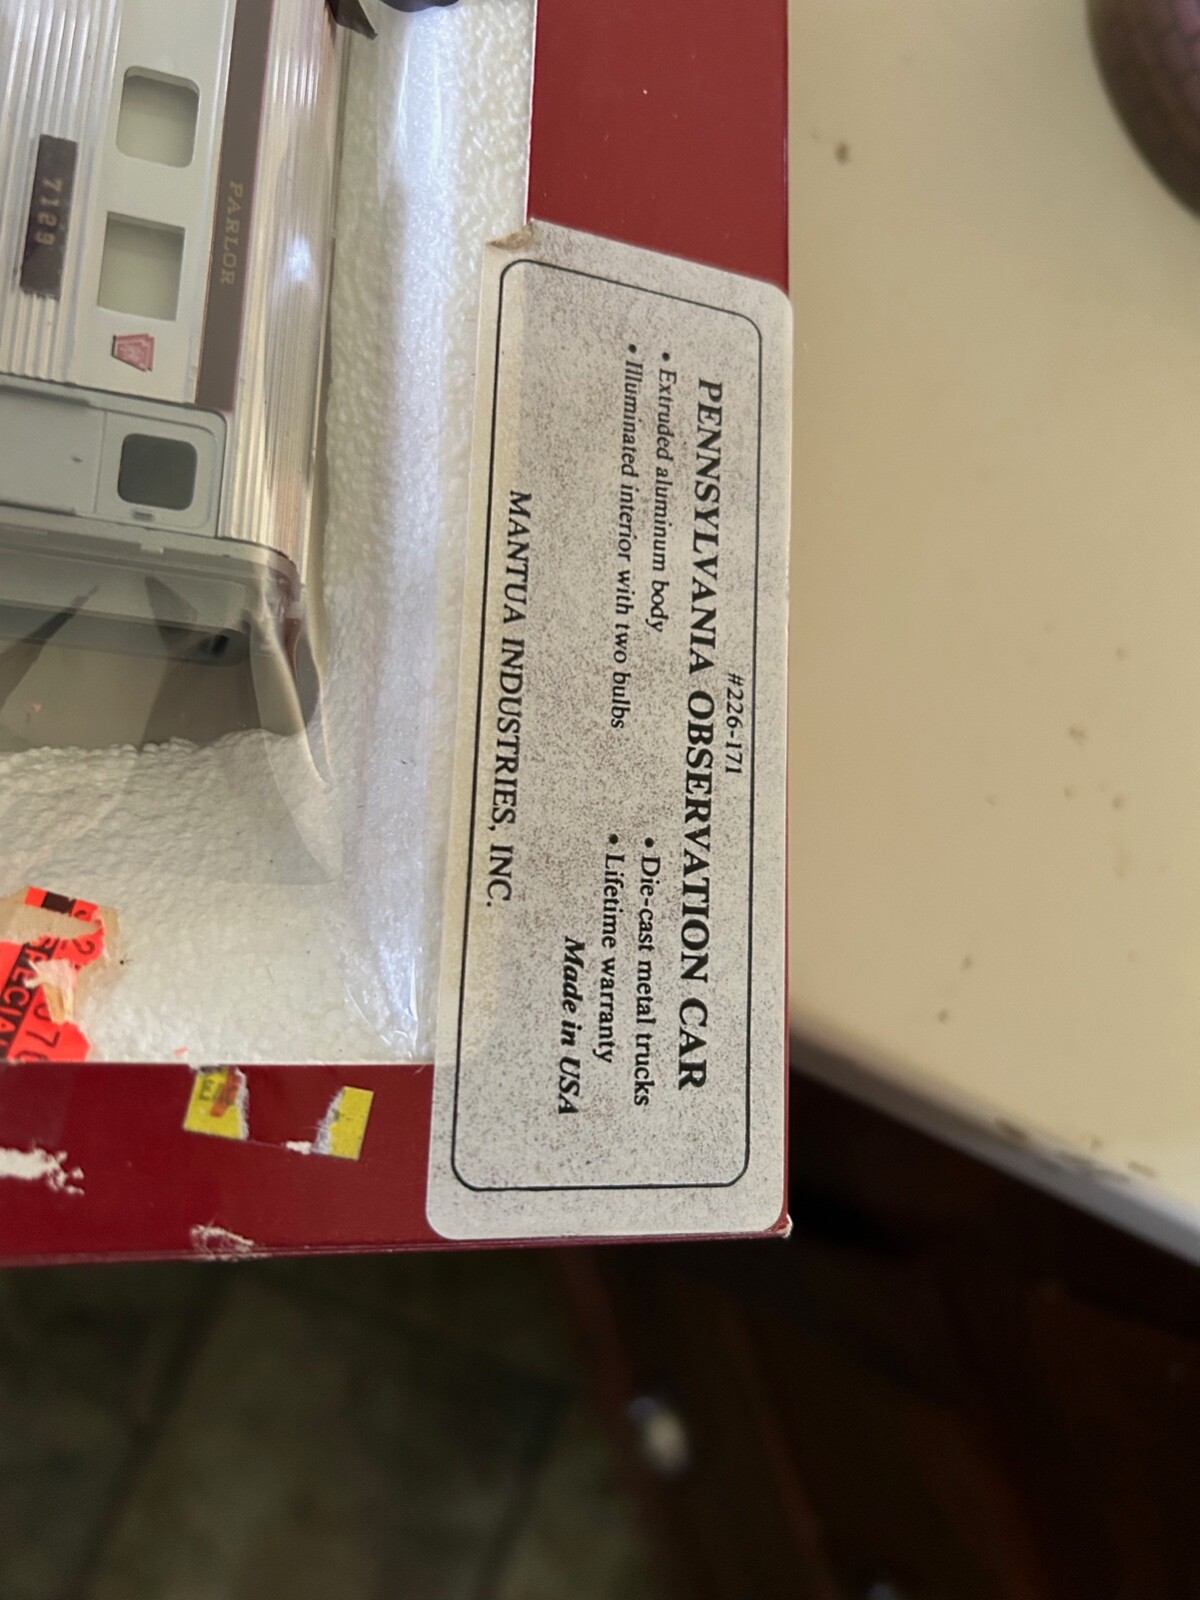 PARLOR
7129
#226-171
PENNSYLVANIA OBSERVATION CAR
• Extruded aluminum body
• Illuminated interior with two bulbs
• Die-cast metal trucks
• Lifetime warranty
Made in USA
MANTUA INDUSTRIES, INC.